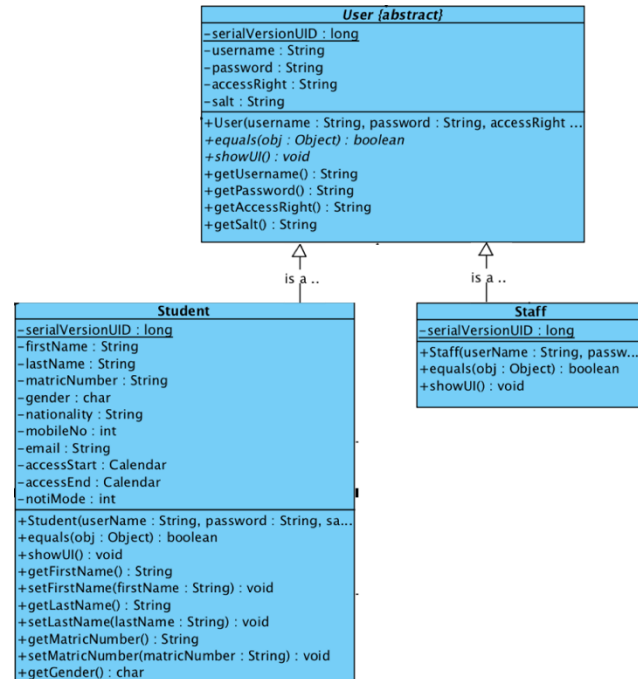 User {abstract}
-serialVersionUID : long
-username : String
-password : String
-accessRight : String
-salt : String
+User(username : String, password : String, accessRight ...
+equals(obj : Object) : boolean
+showUI() : void
+getUsername() : String
+getPassword() : String
+getAccessRight() : String
+getSalt() : String
is a ..
is a ..
Student
-serialVersionUID : long
-firstName : String
-lastName : String
-matricNumber : String
-gender : char
-nationality : String
-mobileNo : int
-email : String
-accessStart : Calendar
-accessEnd : Calendar
-notiMode : int
+Student(userName : String, password : String, sa...
+equals(obj : Object) : boolean
+showUI() : void
+getFirstName() : String
+setFirstName(firstName : String) : void
+getLastName() : String
+setLastName(lastName : String) : void
+getMatricNumber() : String
+setMatricNumber(matricNumber : String) : void
+getGender() : char
Staff
-serialVersionUID : long
+Staff(userName : String, passw...
+equals(obj : Object) : boolean
+showUI() : void